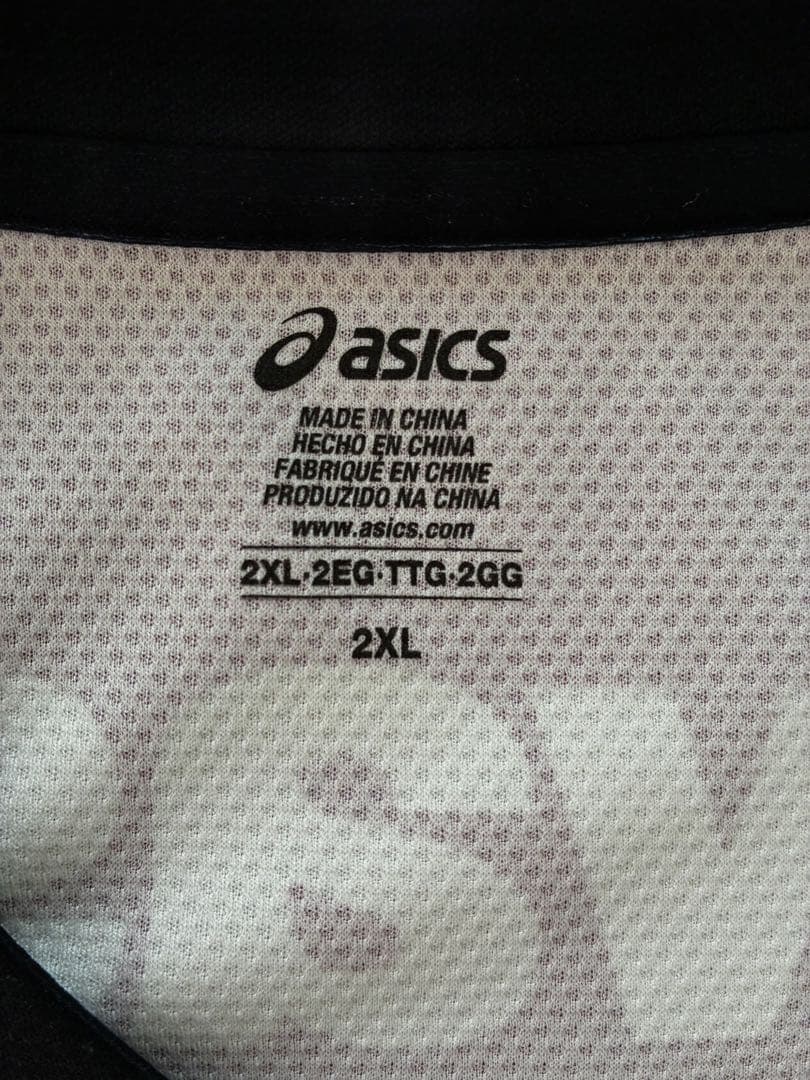 asics
MADE IN CHINA
HECHO EN CHINA
FABRIQUÉ EN CHINE
PRODUZIDO NA CHINA
www.asics.com
2XL·2EG·TTG·2GG
2XL